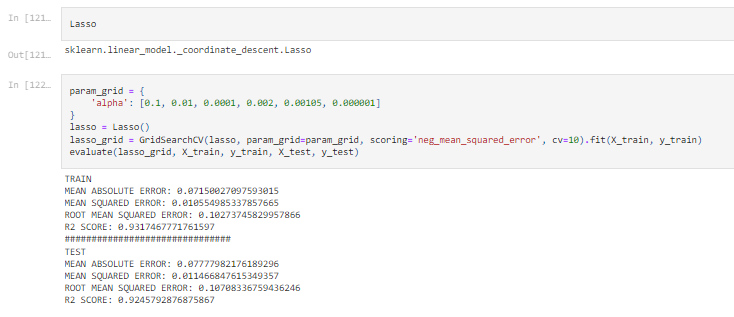 In [121…
Lasso
Out[121…
sklearn.linear_model._coordinate_descent.Lasso
In [122…
param_grid = {
    'alpha': [0.1, 0.01, 0.0001, 0.002, 0.00105, 0.000001]
}
lasso = Lasso()
lasso_grid = GridSearchCV(lasso, param_grid=param_grid, scoring='neg_mean_squared_error', cv=10).fit(X_train, y_train)
evaluate(lasso_grid, X_train, y_train, X_test, y_test)
TRAIN
MEAN ABSOLUTE ERROR: 0.07150027097593015
MEAN SQUARED ERROR: 0.010554985337857665
ROOT MEAN SQUARED ERROR: 0.10273745829957866
R2 SCORE: 0.9317467771761597
################################
TEST
MEAN ABSOLUTE ERROR: 0.07777982176189296
MEAN SQUARED ERROR: 0.011466847615349357
ROOT MEAN SQUARED ERROR: 0.10708336759436246
R2 SCORE: 0.9245792876875867